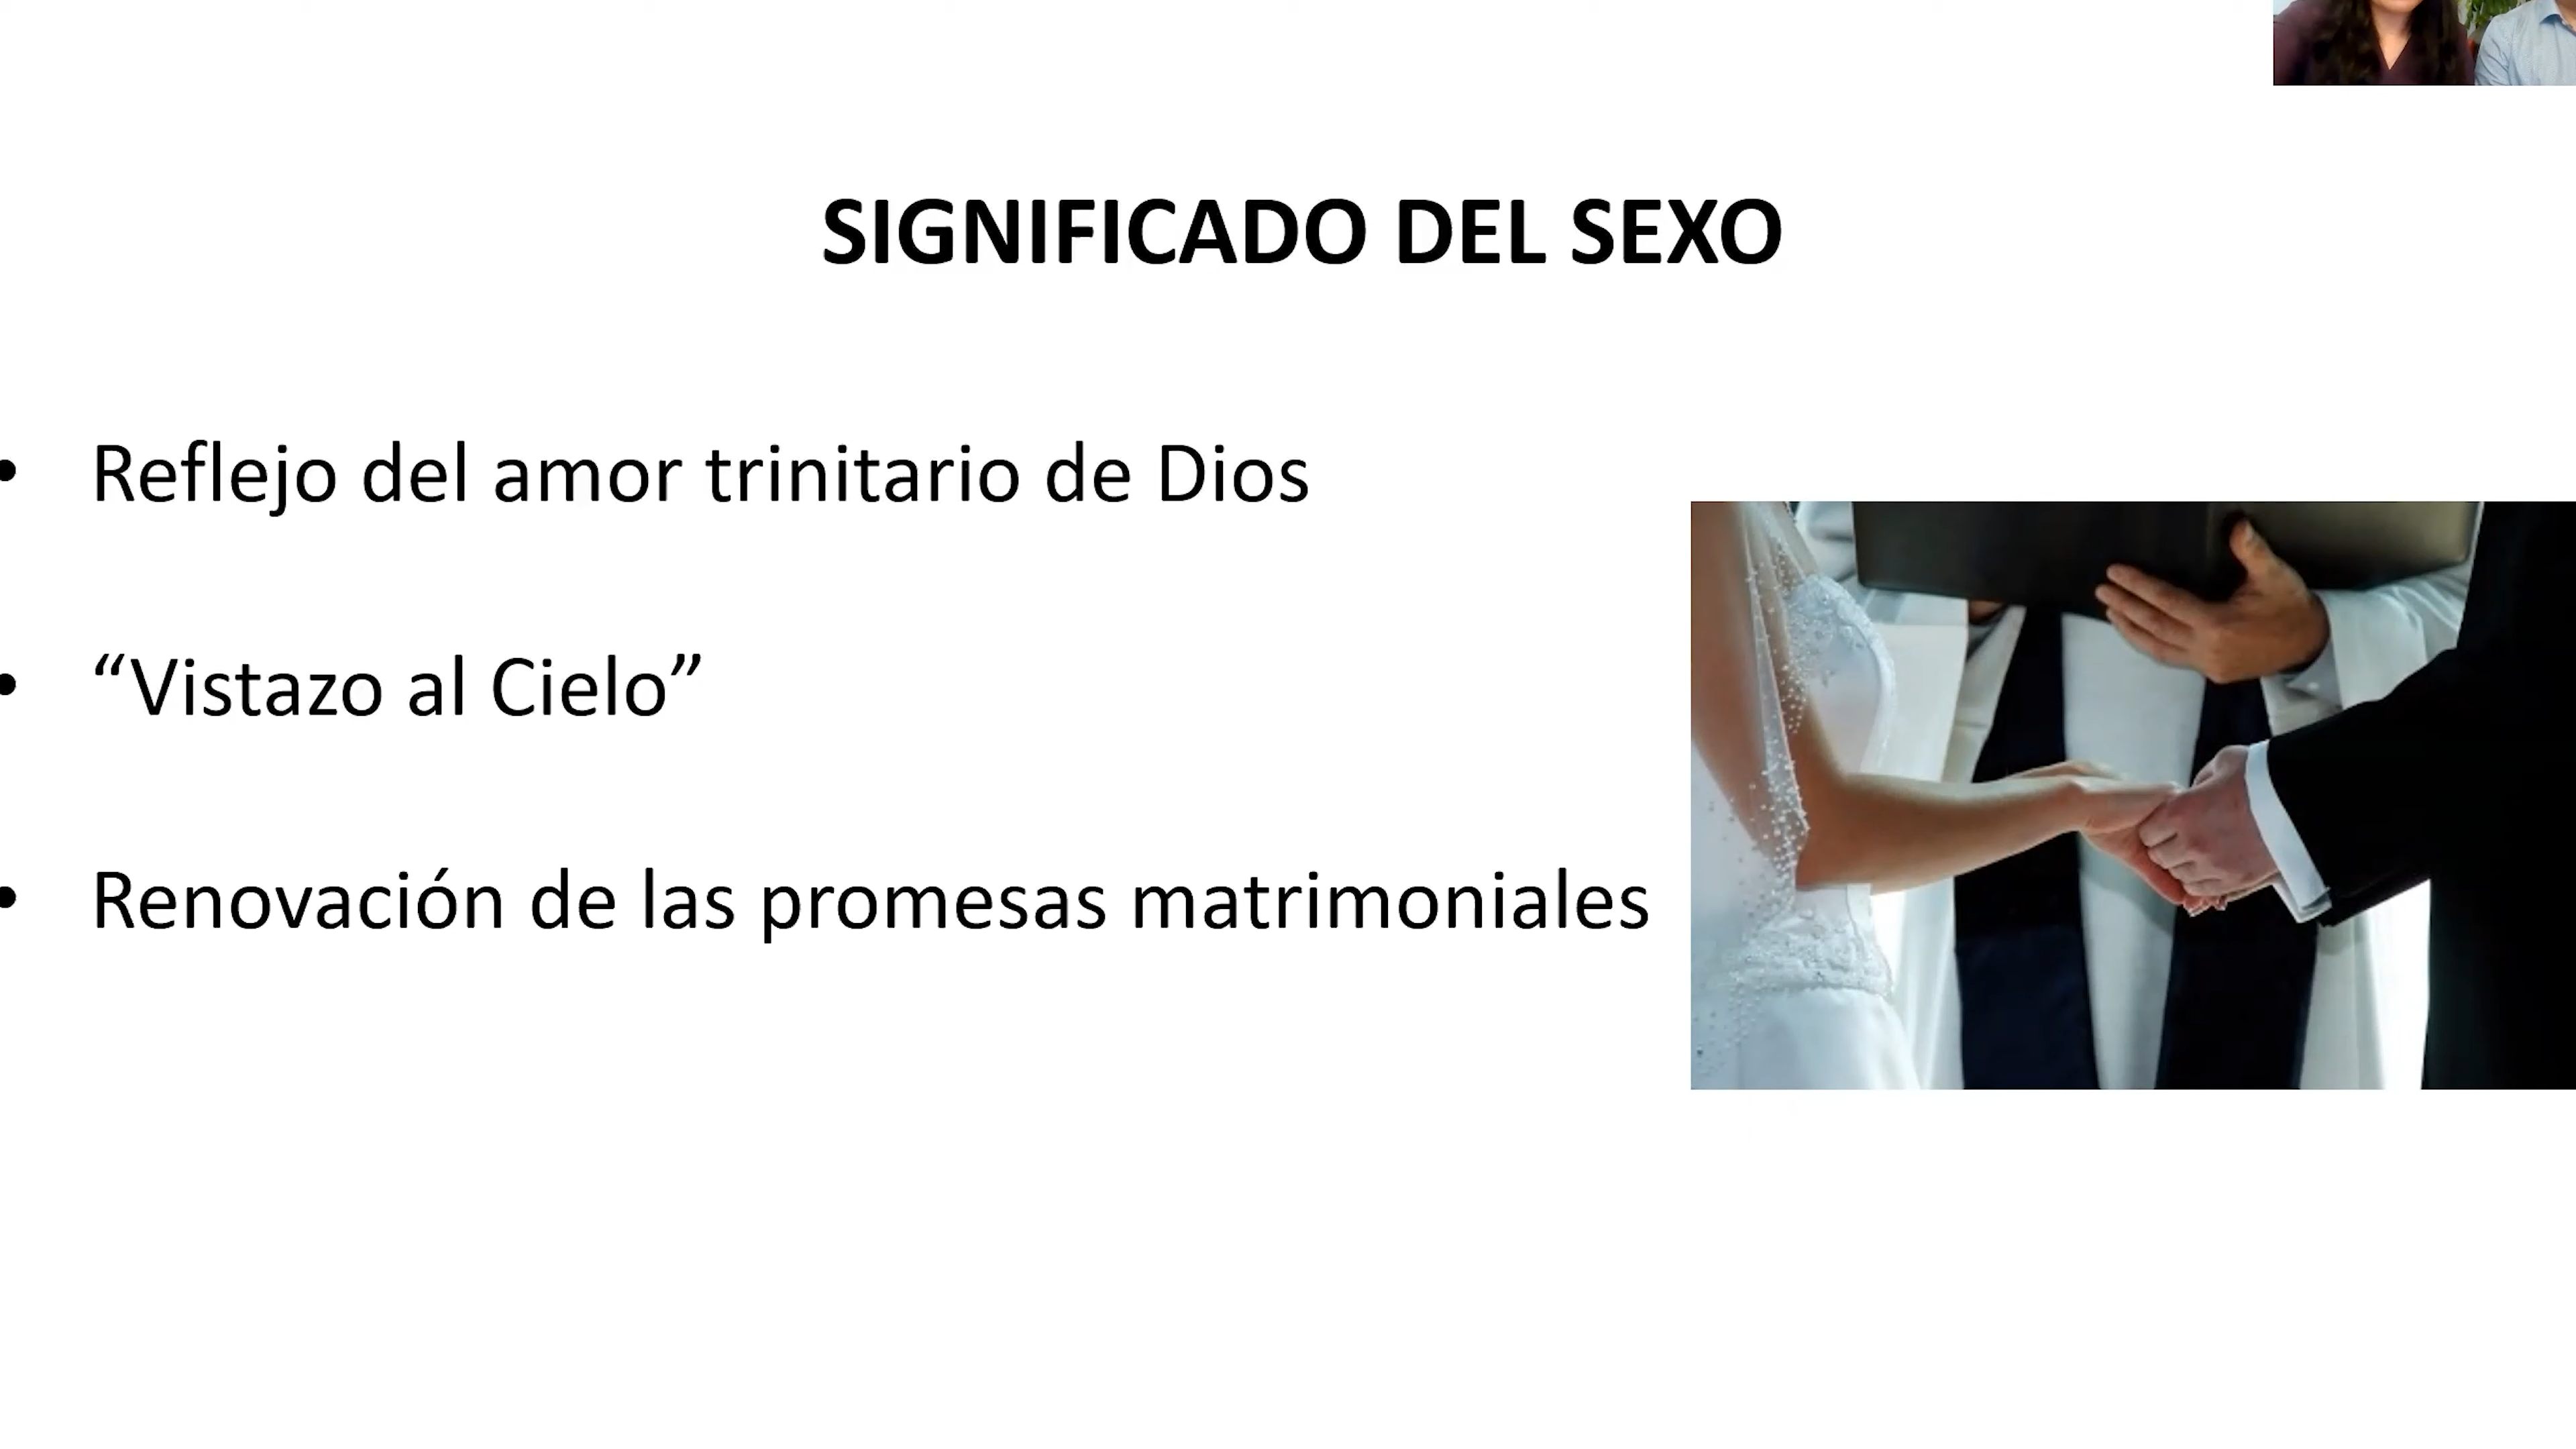 SIGNIFICADO DEL SEXO
• Reflejo del amor trinitario de Dios
• “Vistazo al Cielo”
• Renovación de las promesas matrimoniales